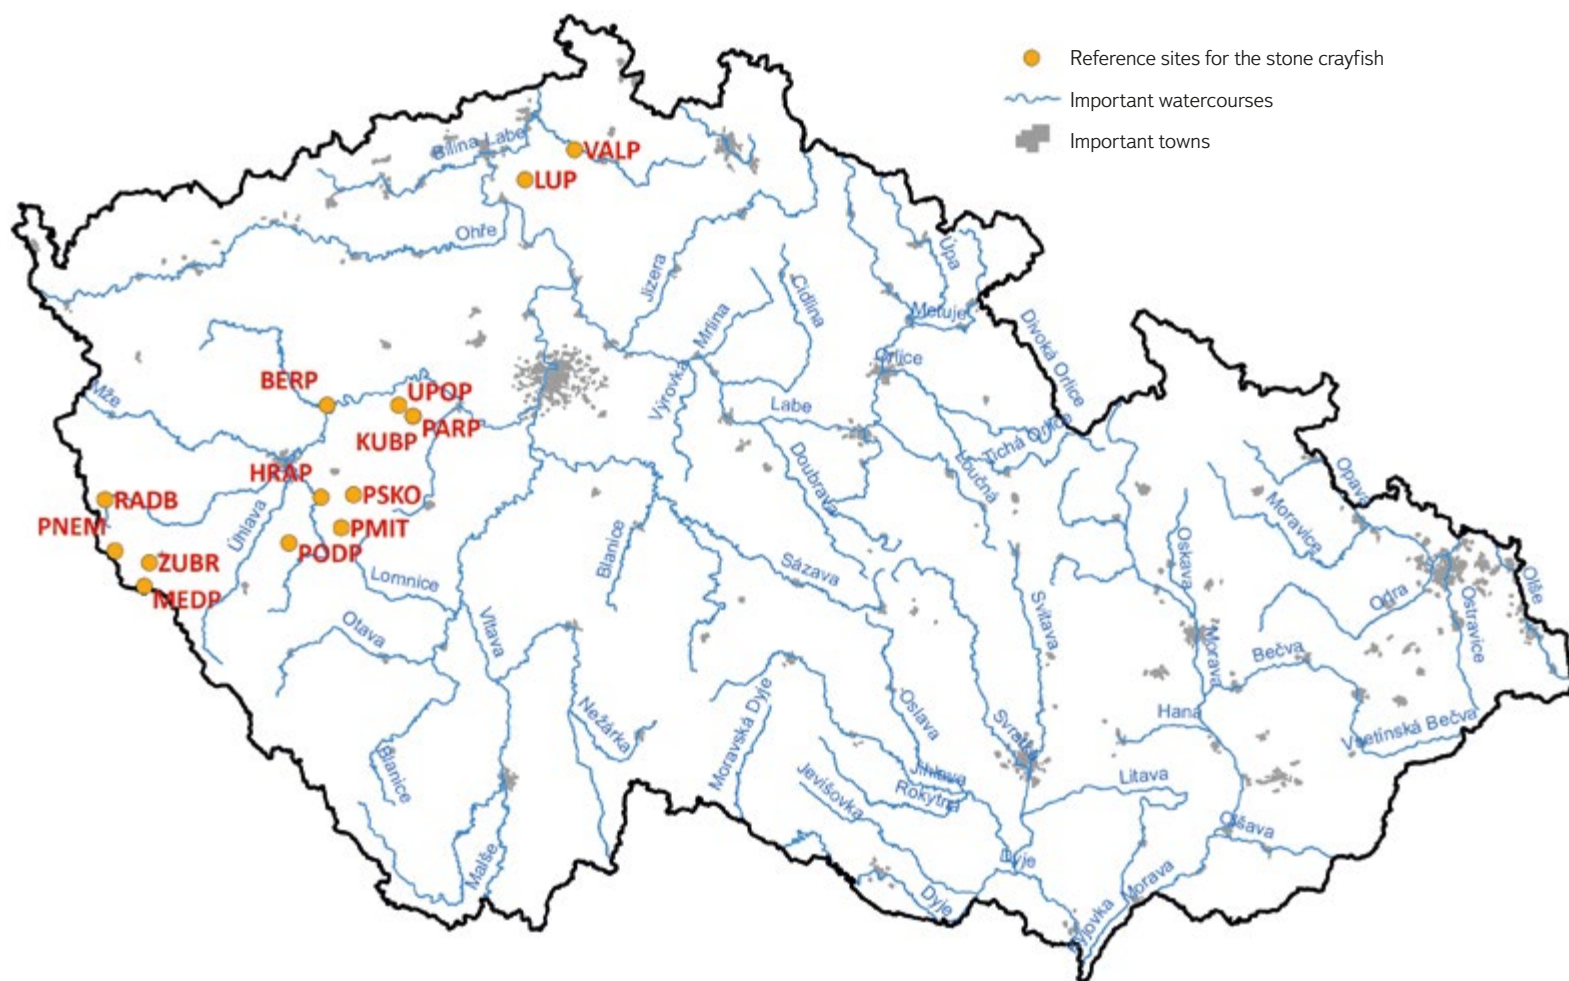 Reference sites for the stone crayfish
Important watercourses
Important towns
Bílina
Labe
VALP
LUP
Ohře
Jizera
Úpa
Cidlina
Mrlina
Metuje
Divoká Orlice
Orlice
BERP
UPOP
Mže
Výrovka
Labe
PARP
KUBP
Tichá Orlice
HRAP
Doubrava
Loučná
Opava
RADB
PSKO
Moravice
PNEM
Úhlava
PMIT
Blanice
Oskava
PODP
ZUBR
Sázava
Olše
Lomnice
MEDP
Odra
Ostravice
Svitava
Otava
Vltava
Morava
Bečva
Oslava
Moravská Dyje
Nežárka
Svratka
Haná
Vsetínská Bečva
Blanice
Jihlava
Jevišovka
Rokytná
Litava
Olšava
Malše
Dyje
Dyje
Morava
Kyjovka